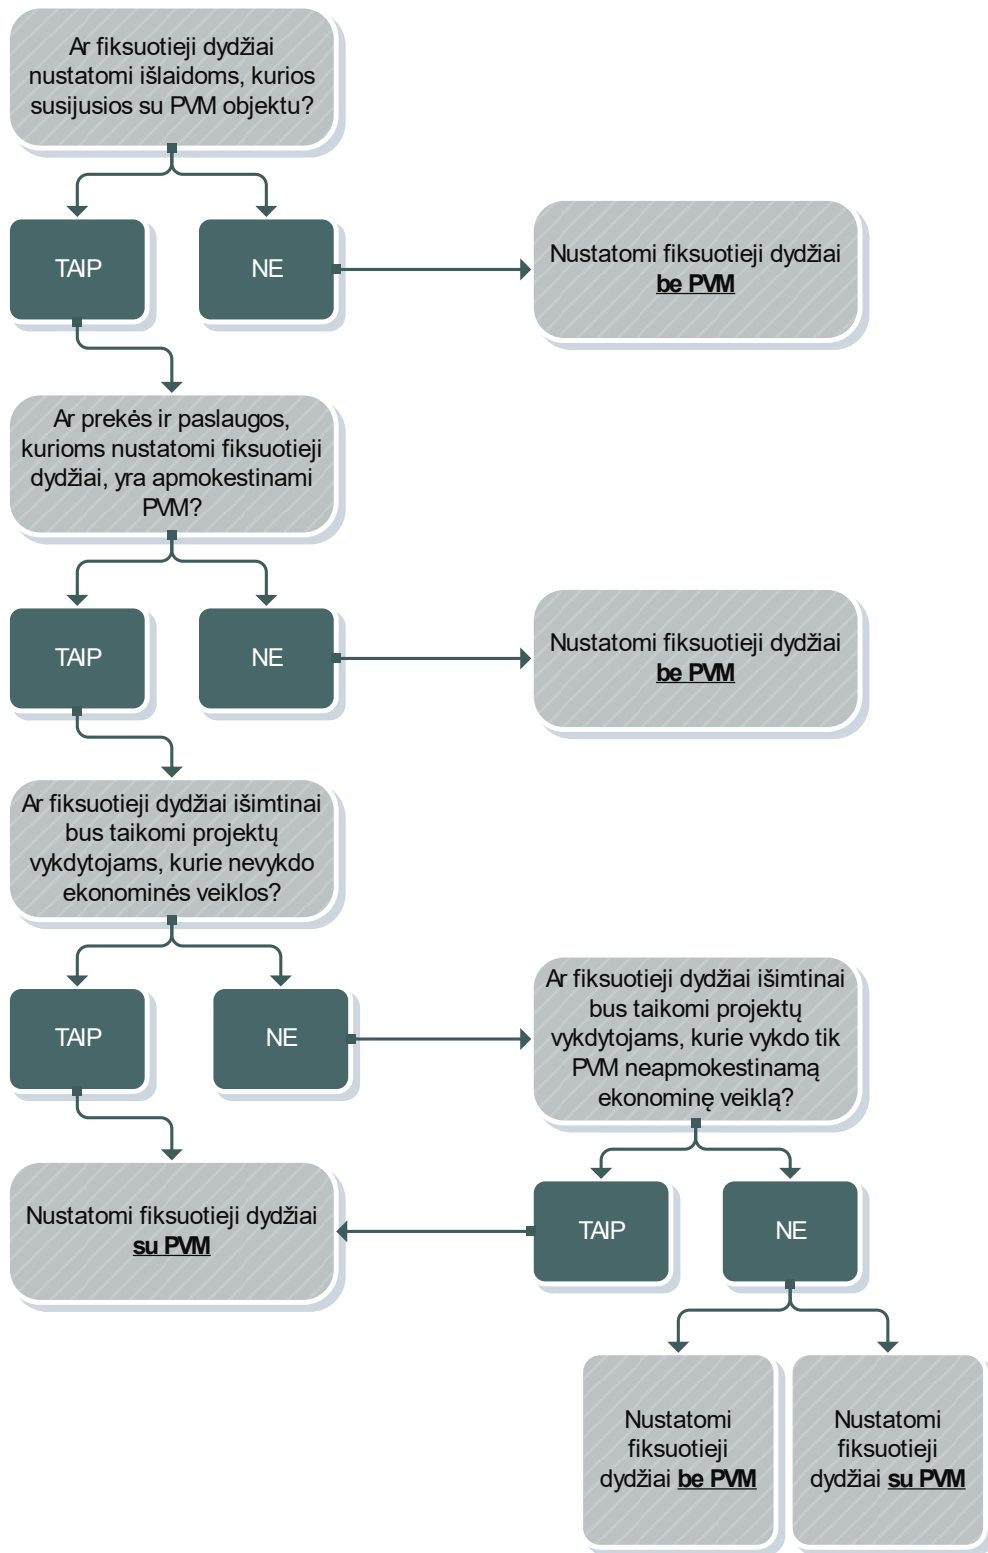 Ar fiksuotieji dydžiai
nustatomi išlaidoms, kurios
susijusios su PVM objektu?
TAIP
NE
Nustatomi fiksuotieji dydžiai
be PVM
Ar prekės ir paslaugos,
kurioms nustatomi fiksuotieji
dydžiai, yra apmokestinami
PVM?
TAIP
NE
Nustatomi fiksuotieji dydžiai
be PVM
Ar fiksuotieji dydžiai išimtinai
bus taikomi projektų
vykdytojams, kurie nevykdo
ekonominės veiklos?
TAIP
NE
Ar fiksuotieji dydžiai išimtinai
bus taikomi projektų
vykdytojams, kurie vykdo tik
PVM neapmokestinamą
ekonominę veiklą?
Nustatomi fiksuotieji dydžiai
su PVM
TAIP
NE
Nustatomi
fiksuotieji
dydžiai be PVM
Nustatomi
fiksuotieji
dydžiai su PVM